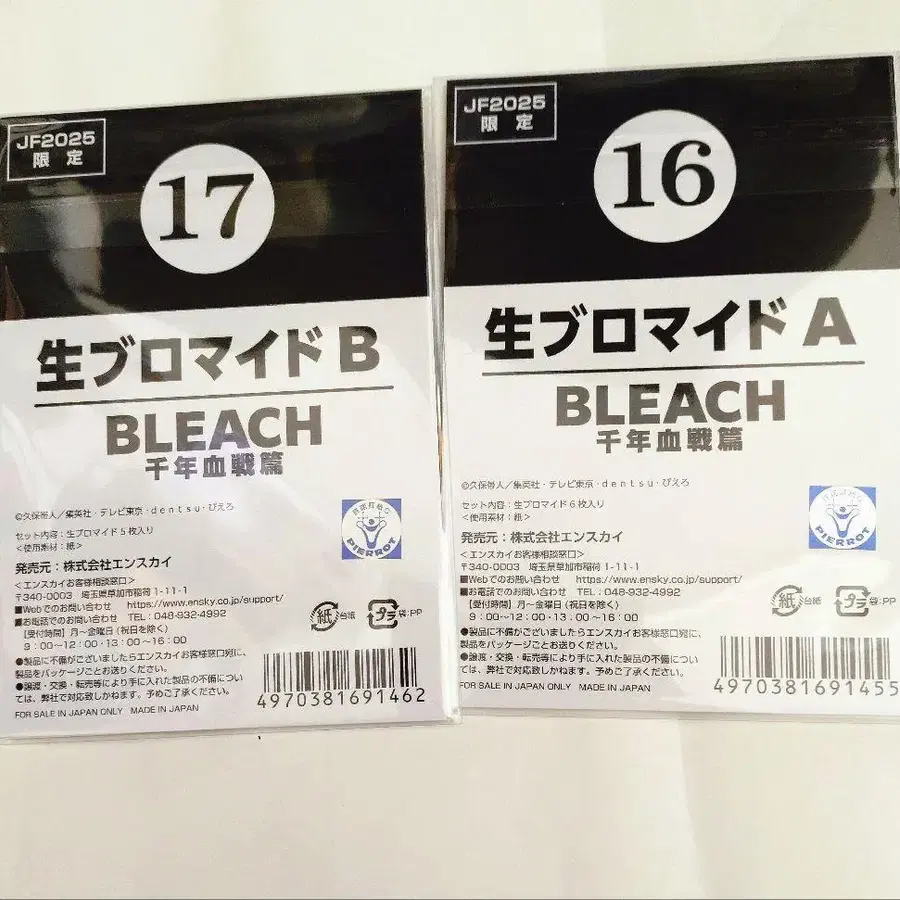 JF2025
限定
17
生ブロマイド B
BLEACH
千年血戦篇
©久保帯人／集英社・テレビ東京・dentsu・ぴえろ
セット内容：生ブロマイド5枚入り
＜使用素材：紙＞
発売元：株式会社エンスカイ
＜エンスカイお客様相談窓口＞
〒340-0003 埼玉県草加市稲荷1-11-1
■Webでのお問い合わせ https://www.ensky.co.jp/support/
■お電話でのお問い合わせ TEL：048-932-4992
【受付時間】月～金曜日(祝日を除く)
9：00～12：00・13：00～16：00
●製品に不備がございましたらエンスカイお客様窓口宛に、
製品をパッケージごとお送りください。
●譲渡・交換・転売等により手に入れた製品の不備につい
ては、弊社で対応致しかねます。予めご了承ください。
FOR SALE IN JAPAN ONLY MADE IN JAPAN
PIERROT
紙 台紙
プラ 袋:PP
4970381691462
JF2025
限定
16
生ブロマイド A
BLEACH
千年血戦篇
©久保帯人／集英社・テレビ東京・dentsu・ぴえろ
セット内容：生ブロマイド6枚入り
＜使用素材：紙＞
発売元：株式会社エンスカイ
＜エンスカイお客様相談窓口＞
〒340-0003 埼玉県草加市稲荷1-11-1
■Webでのお問い合わせ https://www.ensky.co.jp/support/
■お電話でのお問い合わせ TEL：048-932-4992
【受付時間】月～金曜日(祝日を除く)
9：00～12：00・13：00～16：00
●製品に不備がございましたらエンスカイお客様窓口宛に、
製品をパッケージごとお送りください。
●譲渡・交換・転売等により手に入れた製品の不備につい
ては、弊社で対応致しかねます。予めご了承ください。
FOR SALE IN JAPAN ONLY MADE IN JAPAN
PIERROT
紙 台紙
プラ 袋:PP
4970381691455